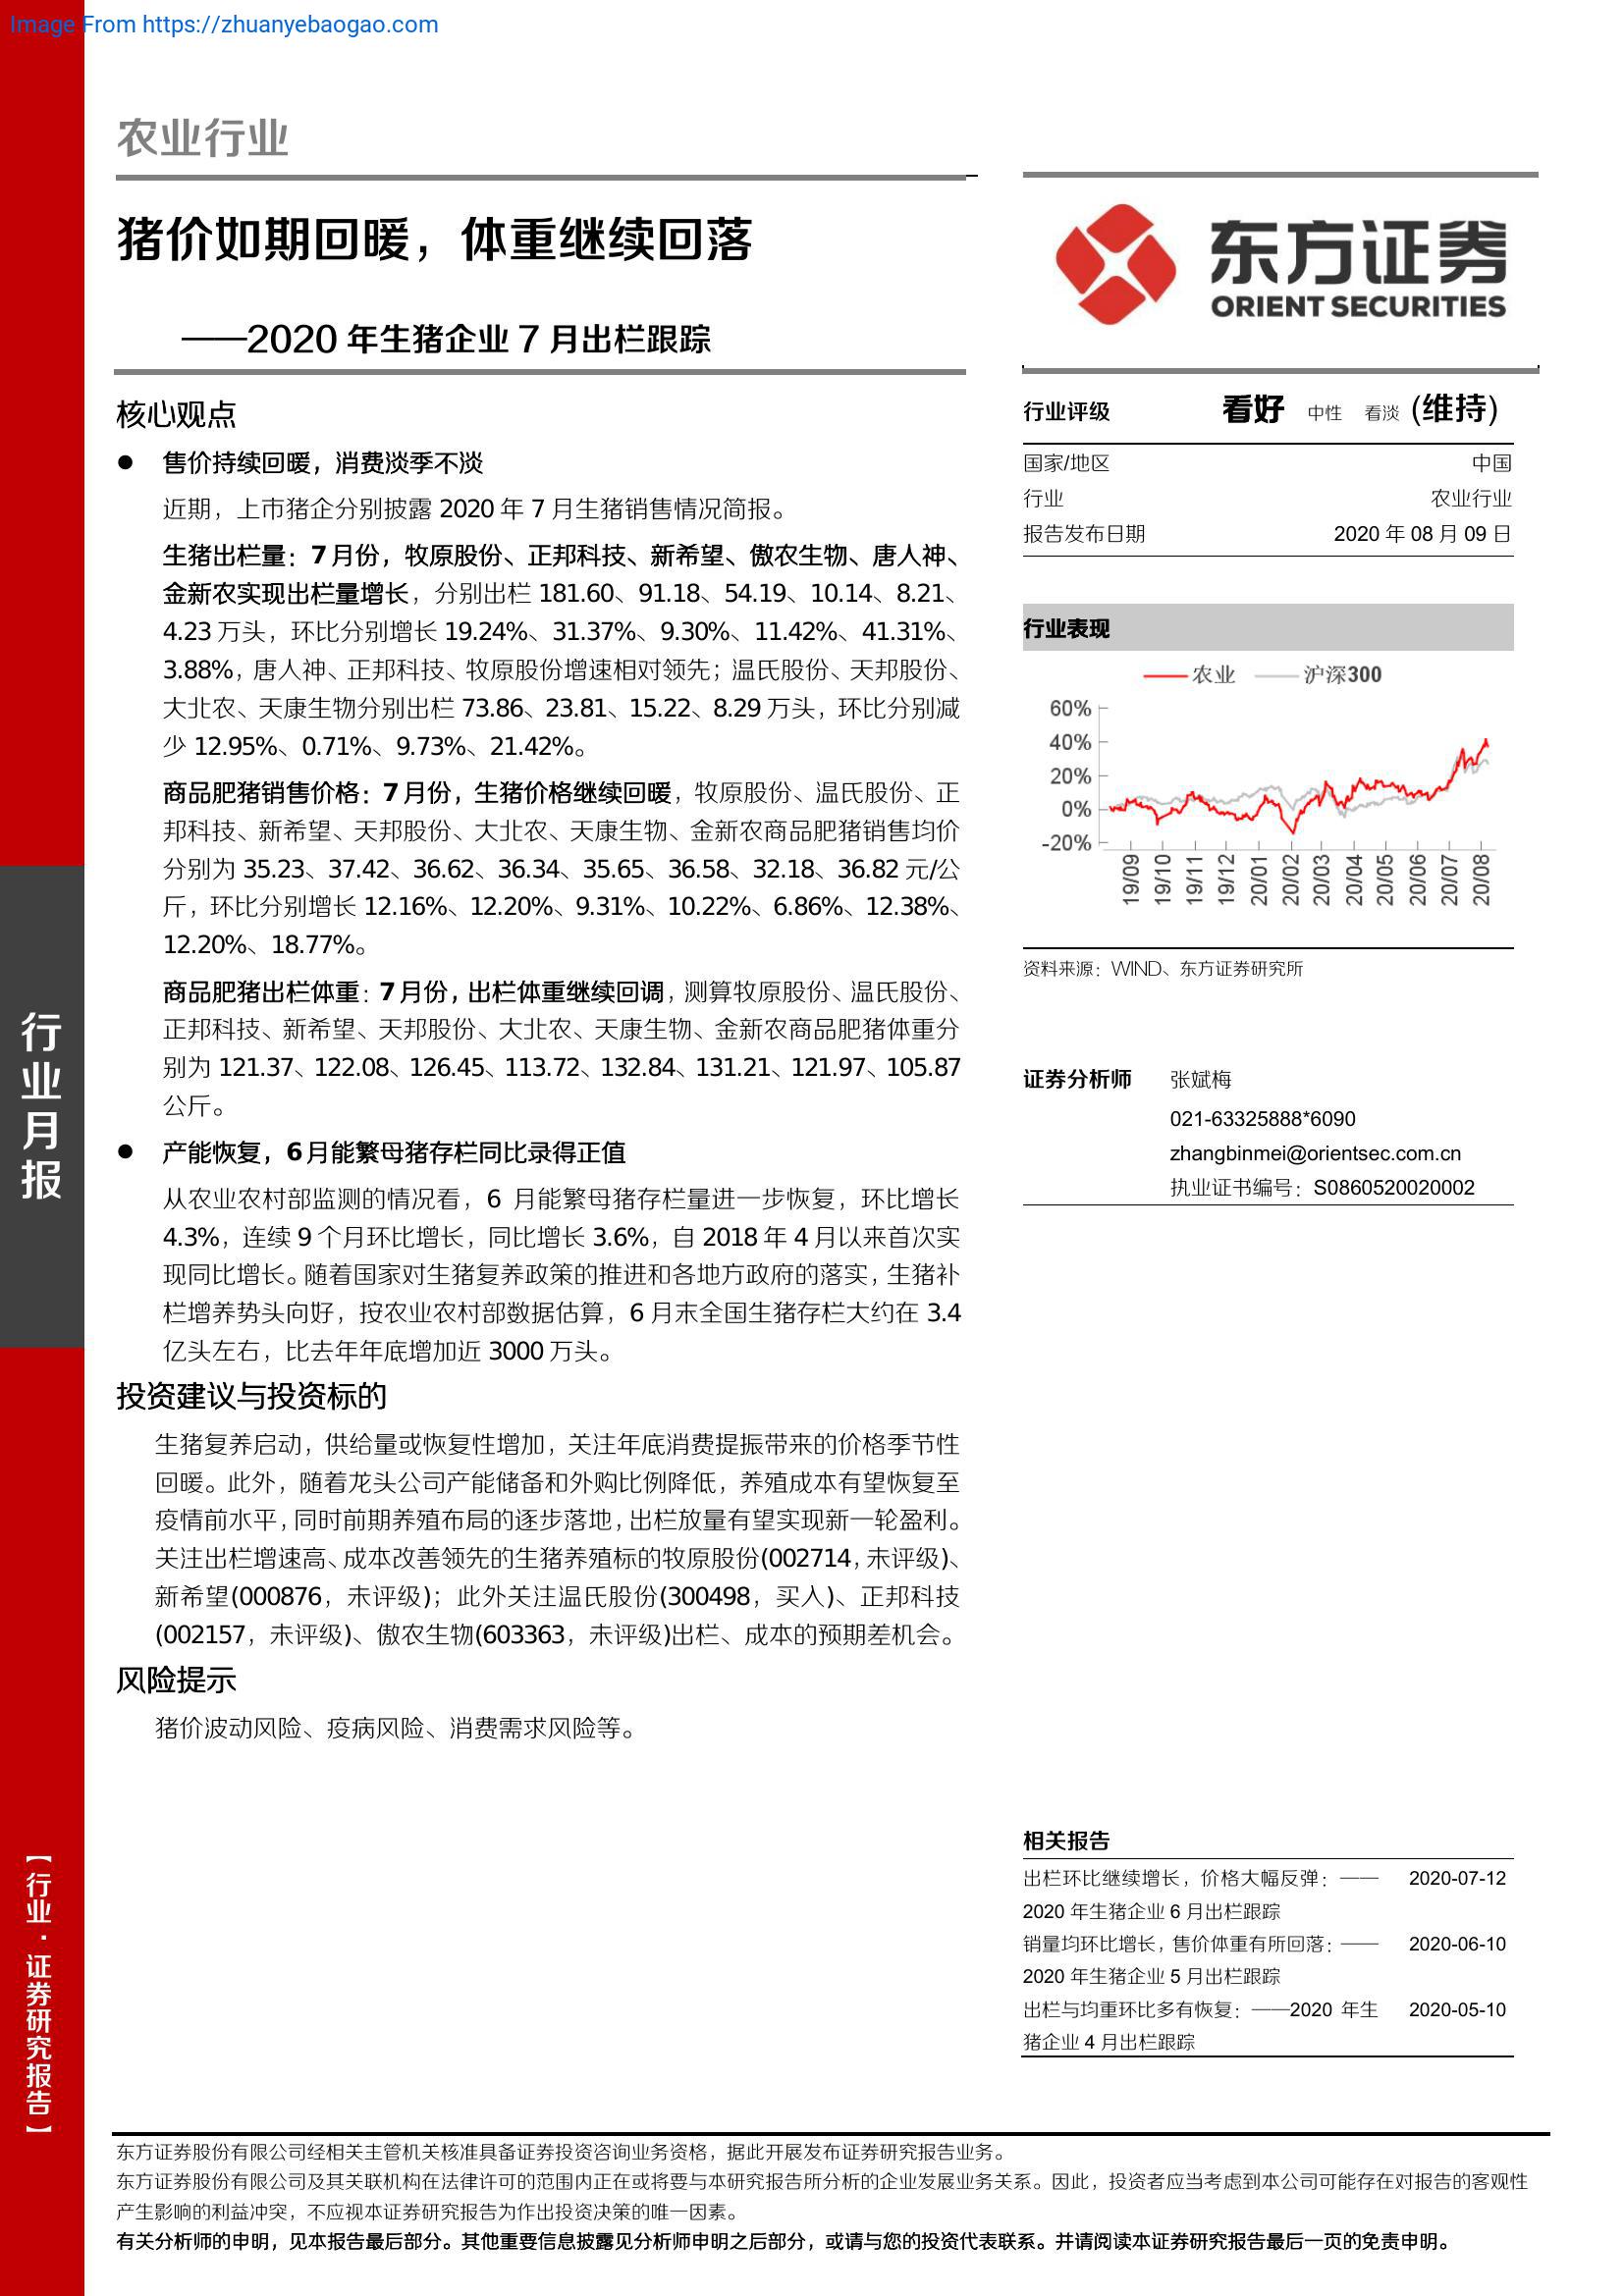 Image From https://zhuanyebaogao.com
农业行业
猪价如期回暖，体重继续回落
——2020 年生猪企业 7 月出栏跟踪
核心观点
● 售价持续回暖，消费淡季不淡
近期，上市猪企分别披露 2020 年 7 月生猪销售情况简报。
生猪出栏量：7 月份，牧原股份、正邦科技、新希望、傲农生物、唐人神、
金新农实现出栏量增长，分别出栏 181.60、91.18、54.19、10.14、8.21、
4.23 万头，环比分别增长 19.24%、31.37%、9.30%、11.42%、41.31%、
3.88%，唐人神、正邦科技、牧原股份增速相对领先；温氏股份、天邦股份、
大北农、天康生物分别出栏 73.86、23.81、15.22、8.29 万头，环比分别减
少 12.95%、0.71%、9.73%、21.42%。
商品肥猪销售价格：7 月份，生猪价格继续回暖，牧原股份、温氏股份、正
邦科技、新希望、天邦股份、大北农、天康生物、金新农商品肥猪销售均价
分别为 35.23、37.42、36.62、36.34、35.65、36.58、32.18、36.82 元/公
斤，环比分别增长 12.16%、12.20%、9.31%、10.22%、6.86%、12.38%、
12.20%、18.77%。
商品肥猪出栏体重：7 月份，出栏体重继续回调，测算牧原股份、温氏股份、
正邦科技、新希望、天邦股份、大北农、天康生物、金新农商品肥猪体重分
别为 121.37、122.08、126.45、113.72、132.84、131.21、121.97、105.87
公斤。
● 产能恢复，6 月能繁母猪存栏同比录得正值
从农业农村部监测的情况看，6 月能繁母猪存栏量进一步恢复，环比增长
4.3%，连续 9 个月环比增长，同比增长 3.6%，自 2018 年 4 月以来首次实
现同比增长。随着国家对生猪复养政策的推进和各地方政府的落实，生猪补
栏增养势头向好，按农业农村部数据估算，6 月末全国生猪存栏大约在 3.4
亿头左右，比去年年底增加近 3000 万头。
投资建议与投资标的
生猪复养启动，供给量或恢复性增加，关注年底消费提振带来的价格季节性
回暖。此外，随着龙头公司产能储备和外购比例降低，养殖成本有望恢复至
疫情前水平，同时前期养殖布局的逐步落地，出栏放量有望实现新一轮盈利。
关注出栏增速高、成本改善领先的生猪养殖标的牧原股份(002714，未评级)、
新希望(000876，未评级)；此外关注温氏股份(300498，买入)、正邦科技
(002157，未评级)、傲农生物(603363，未评级)出栏、成本的预期差机会。
风险提示
猪价波动风险、疫病风险、消费需求风险等。
东方证券
ORIENT SECURITIES
行业评级 看好 中性 看淡 (维持)
国家/地区 中国
行业 农业行业
报告发布日期 2020 年 08 月 09 日
行业表现
农业 沪深300
60%
40%
20%
0%
-20%
19/09 19/10 19/11 19/12 20/01 20/02 20/03 20/04 20/05 20/06 20/07 20/08
资料来源：WIND、东方证券研究所
证券分析师 张斌梅
021-63325888*6090
zhangbinmei@orientsec.com.cn
执业证书编号：S0860520020002
相关报告
出栏环比继续增长，价格大幅反弹：—— 2020-07-12
2020 年生猪企业 6 月出栏跟踪
销量均环比增长，售价体重有所回落：—— 2020-06-10
2020 年生猪企业 5 月出栏跟踪
出栏与均重环比多有恢复：——2020 年生 2020-05-10
猪企业 4 月出栏跟踪
行业月报
【行业·证券研究报告】
东方证券股份有限公司经相关主管机关核准具备证券投资咨询业务资格，据此开展发布证券研究报告业务。
东方证券股份有限公司及其关联机构在法律许可的范围内正在或将要与本研究报告所分析的企业发展业务关系。因此，投资者应当考虑到本公司可能存在对报告的客观性
产生影响的利益冲突，不应视本证券研究报告为作出投资决策的唯一因素。
有关分析师的申明，见本报告最后部分。其他重要信息披露见分析师申明之后部分，或请与您的投资代表联系。并请阅读本证券研究报告最后一页的免责申明。